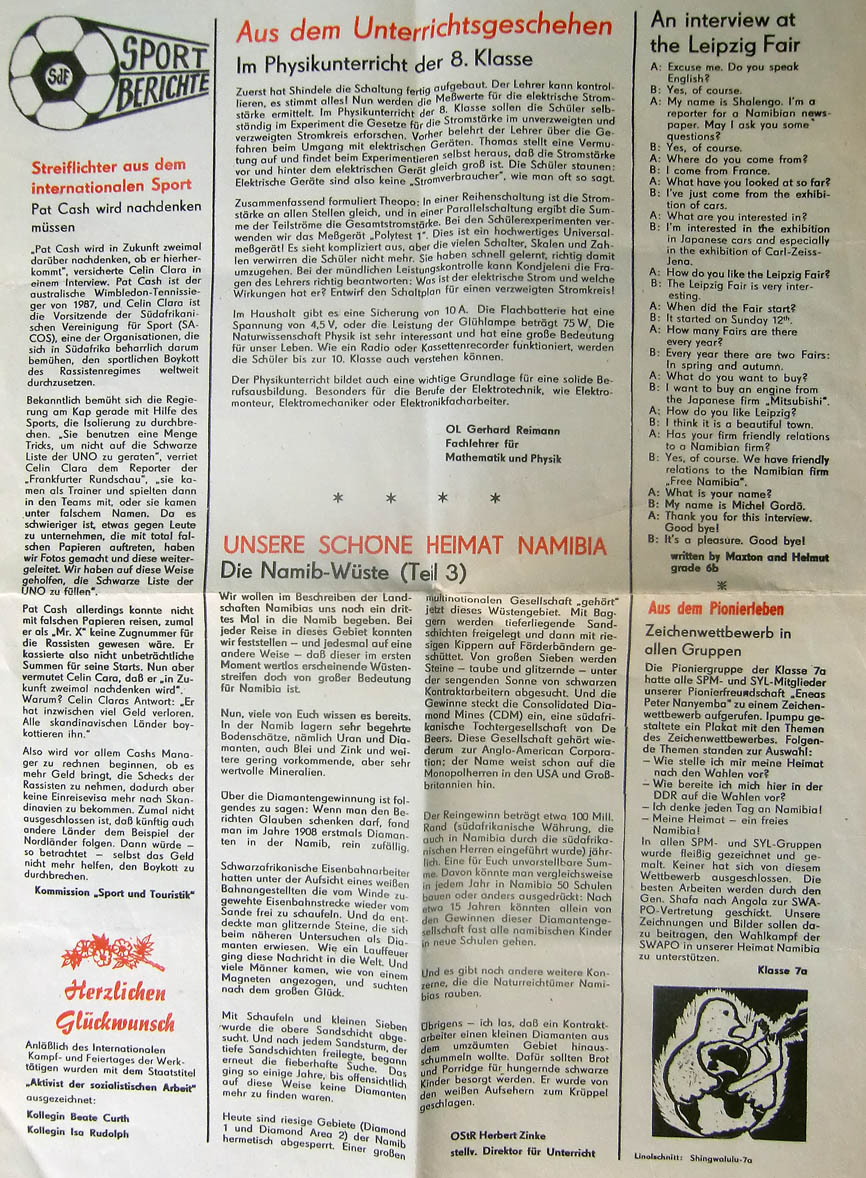 SdF
SPORT
BERICHTE
Streiflichter aus dem
internationalen Sport
Pat Cash wird nachdenken
müssen
„Pat Cash wird in Zukunft zweimal
darüber nachdenken, ob er hierher-
kommt", versicherte Celin Clara in
einem Interview. Pat Cash ist der
australische Wimbledon-Tennissie-
ger von 1987, und Celin Clara ist
die Vorsitzende der Südafrikani-
schen Vereinigung für Sport (SA-
COS), eine der Organisationen, die
sich in Südafrika beharrlich darum
bemühen, den sportlichen Boykott
des Rassistenregimes weltweit
durchzusetzen.
Bekanntlich bemüht sich die Regie-
rung am Kap gerade mit Hilfe des
Sports, die Isolierung zu durchbre-
chen. „Sie benutzen eine Menge
Tricks, um nicht auf die Schwarze
Liste der UNO zu geraten", verriet
Celin Clara dem Reporter der
„Frankfurter Rundschau", „sie ka-
men als Trainer und spielten dann
in den Teams mit, oder sie kamen
unter falschem Namen. Da es
schwieriger ist, etwas gegen Leute
zu unternehmen, die mit total fal-
schen Papieren auftreten, haben
wir Fotos gemacht und diese weiter-
geleitet. Wir haben auf diese Weise
geholfen, die Schwarze Liste der
UNO zu füllen".
Pat Cash allerdings konnte nicht
mit falschen Papieren reisen, zumal
er als „Mr. X" keine Zugnummer für
die Rassisten gewesen wäre. Er
kassierte also nicht unbeträchtliche
Summen für seine Starts. Nun aber
vermutet Celin Cara, daß er „in Zu-
kunft zweimal nachdenken wird".
Warum? Celin Claras Antwort: „Er
hat inzwischen viel Geld verloren.
Alle skandinavischen Länder boy-
kottieren ihn."
Also wird vor allem Cashs Mana-
ger zu rechnen beginnen, ob es
mehr Geld bringt, die Schecks der
Rassisten zu nehmen, dadurch aber
keine Einreisevisa mehr nach Skan-
dinavien zu bekommen. Zumal nicht
ausgeschlossen ist, daß künftig auch
andere Länder dem Beispiel der
Nordländer folgen. Dann würde –
so betrachtet – selbst das Geld
nicht mehr helfen, den Boykott zu
durchbrechen.
Kommission „Sport und Touristik"
Herzlichen
Glückwunsch
Anläßlich des Internationalen
Kampf- und Feiertages der Werk-
tätigen wurden mit dem Staatstitel
„Aktivist der sozialistischen Arbeit"
ausgezeichnet:
Kollegin Beate Curth
Kollegin Isa Rudolph
Aus dem Unterrichtsgeschehen
Im Physikunterricht der 8. Klasse
Zuerst hat Shindele die Schaltung fertig aufgebaut. Der Lehrer kann kontrol-
lieren, es stimmt alles! Nun werden die Meßwerte für die elektrische Strom-
stärke ermittelt. Im Physikunterricht der 8. Klasse sollen die Schüler selb-
ständig im Experiment die Gesetze für die Stromstärke im unverzweigten und
verzweigten Stromkreis erforschen. Vorher belehrt der Lehrer über die Ge-
fahren beim Umgang mit elektrischen Geräten. Thomas stellt eine Vermu-
tung auf und findet beim Experimentieren selbst heraus, daß die Stromstärke
vor und hinter dem elektrischen Gerät gleich groß ist. Die Schüler staunen:
Elektrische Geräte sind also keine „Stromverbraucher", wie man oft so sagt.
Zusammenfassend formuliert Theopo: In einer Reihenschaltung ist die Strom-
stärke an allen Stellen gleich, und in einer Parallelschaltung ergibt die Sum-
me der Teilströme die Gesamtstromstärke. Bei den Schülerexperimenten ver-
wenden wir das Meßgerät „Polytest 1". Dies ist ein hochwertiges Universal-
meßgerät! Es sieht kompliziert aus, aber die vielen Schalter, Skalen und Zah-
len verwirren die Schüler nicht mehr. Sie haben schnell gelernt, richtig damit
umzugehen. Bei der mündlichen Leistungskontrolle kann Kondjeleni die Fra-
gen des Lehrers richtig beantworten: Was ist der elektrische Strom und welche
Wirkungen hat er? Entwirf den Schaltplan für einen verzweigten Stromkreis!
Im Haushalt gibt es eine Sicherung von 10 A. Die Flachbatterie hat eine
Spannung von 4,5 V, oder die Leistung der Glühlampe beträgt 75 W. Die
Naturwissenschaft Physik ist sehr interessant und hat eine große Bedeutung
für unser Leben. Wie ein Radio oder Kassettenrecorder funktioniert, werden
die Schüler bis zur 10. Klasse auch verstehen können.
Der Physikunterricht bildet auch eine wichtige Grundlage für eine solide Be-
rufsausbildung. Besonders für die Berufe der Elektrotechnik, wie Elektro-
monteur, Elektromechaniker oder Elektronikfacharbeiter.
OL Gerhard Reimann
Fachlehrer für
Mathematik und Physik
* * * *
UNSERE SCHÖNE HEIMAT NAMIBIA
Die Namib-Wüste (Teil 3)
Wir wollen im Beschreiben der Land-
schaften Namibias uns noch ein drit-
tes Mal in die Namib begeben. Bei
jeder Reise in dieses Gebiet konnten
wir feststellen – und jedesmal auf eine
andere Weise – daß dieser im ersten
Moment wertlos erscheinende Wüsten-
streifen doch von großer Bedeutung
für Namibia ist.
Nun, viele von Euch wissen es bereits.
In der Namib lagern sehr begehrte
Bodenschätze, nämlich Uran und Dia-
manten, auch Blei und Zink und wei-
tere gering vorkommende, aber sehr
wertvolle Mineralien.
Über die Diamantengewinnung ist fol-
gendes zu sagen: Wenn man den Be-
richten Glauben schenken darf, fand
man im Jahre 1908 erstmals Diaman-
ten in der Namib, rein zufällig.
Schwarzafrikanische Eisenbahnarbeiter
hatten unter der Aufsicht eines weißen
Bahnangestellten die vom Winde zu-
gewehte Eisenbahnstrecke wieder vom
Sande frei zu schaufeln. Und da ent-
deckte man glitzernde Steine, die sich
beim näheren Untersuchen als Dia-
manten erwiesen. Wie ein Lauffeuer
ging diese Nachricht in die Welt. Und
viele Männer kamen, wie von einem
Magneten angezogen, und suchten
nach dem großen Glück.
Mit Schaufeln und kleinen Sieben
wurde die obere Sandschicht abge-
sucht. Und nach jedem Sandsturm, der
tiefe Sandschichten freilegte, begann
erneut die fieberhafte Suche. Das
ging so einige Jahre, bis offensichtlich
auf diese Weise keine Diamanten
mehr zu finden waren.
Heute sind riesige Gebiete (Diamond
1 und Diamond Area 2) der Namib
hermetisch abgesperrt. Einer großen
multinationalen Gesellschaft „gehört"
jetzt dieses Wüstengebiet. Mit Bag-
gern werden tieferliegende Sand-
schichten freigelegt und dann mit rie-
sigen Kippern auf Förderbändern ge-
schüttet. Von großen Sieben werden
Steine – taube und glitzernde – unter
der sengenden Sonne von schwarzen
Kontraktarbeitern abgesucht. Und die
Gewinne steckt die Consolidated Dia-
mond Mines (CDM) ein, eine südafri-
kanische Tochtergesellschaft von De
Beers. Diese Gesellschaft gehört wie-
derum zur Anglo-American Corpora-
tion; der Name weist schon auf die
Monopolherren in den USA und Groß-
britannien hin.
Der Reingewinn beträgt etwa 100 Mill.
Rand (südafrikanische Währung, die
auch in Namibia durch die südafrika-
nischen Herren eingeführt wurde) jähr-
lich. Eine für Euch unvorstellbare Sum-
me. Davon könnte man vergleichsweise
in jedem Jahr in Namibia 50 Schulen
bauen oder anders ausgedrückt: Nach
etwa 15 Jahren könnten allein von
den Gewinnen dieser Diamantenge-
sellschaft fast alle namibischen Kinder
in neue Schulen gehen.
Und es gibt noch andere weitere Kon-
zerne, die die Naturreichtümer Nami-
bias rauben.
Übrigens – ich las, daß ein Kontrakt-
arbeiter einen kleinen Diamanten aus
dem umzäumten Gebiet hinaus-
schummeln wollte. Dafür sollten Brot
und Porridge für hungernde schwarze
Kinder besorgt werden. Er wurde von
den weißen Aufsehern zum Krüppel
geschlagen.
OStR Herbert Zinke
stellv. Direktor für Unterricht
An interview at
the Leipzig Fair
A: Excuse me. Do you speak
English?
B: Yes, of course.
A: My name is Shalengo. I'm a
reporter for a Namibian news-
paper. May I ask you some
questions?
B: Yes, of course.
A: Where do you come from?
B: I come from France.
A: What have you looked at so far?
B: I've just come from the exhibi-
tion of cars.
A: What are you interested in?
B: I'm interested in the exhibition
in Japanese cars and especially
in the exhibition of Carl-Zeiss-
Jena.
A: How do you like the Leipzig Fair?
B: The Leipzig Fair is very inter-
esting.
A: When did the Fair start?
B: It started on Sunday 12th.
A: How many Fairs are there
every year?
B: Every year there are two Fairs:
In spring and autumn.
A: What do you want to buy?
B: I want to buy an engine from
the Japanese firm „Mitsubishi".
A: How do you like Leipzig?
B: I think it is a beautiful town.
A: Has your firm friendly relations
to a Namibian firm?
B: Yes, of course. We have friendly
relations to the Namibian firm
„Free Namibia".
A: What is your name?
B: My name is Michel Gordō.
A: Thank you for this interview.
Good bye!
B: It's a pleasure. Good bye!
written by Maxton and Helmut
grade 6b
*
Aus dem Pionierleben
Zeichenwettbewerb in
allen Gruppen
Die Pioniergruppe der Klasse 7a
hatte alle SPM- und SYL-Mitglieder
unserer Pionierfreundschaft „Eneas
Peter Nanyemba" zu einem Zeichen-
wettbewerb aufgerufen. Ipumpu ge-
staltete ein Plakat mit den Themen
des Zeichenwettbewerbes. Folgen-
de Themen standen zur Auswahl:
– Wie stelle ich mir meine Heimat
nach den Wahlen vor?
– Wie bereite ich mich hier in der
DDR auf die Wahlen vor?
– Ich denke jeden Tag an Namibia!
– Meine Heimat – ein freies
Namibia!
In allen SPM- und SYL-Gruppen
wurde fleißig gezeichnet und ge-
malt. Keiner hat sich von diesem
Wettbewerb ausgeschlossen. Die
besten Arbeiten werden durch den
Gen. Shafa nach Angola zur SWA-
PO-Vertretung geschickt. Unsere
Zeichnungen und Bilder sollen da-
zu beitragen, den Wahlkampf der
SWAPO in unserer Heimat Namibia
zu unterstützen.
Klasse 7a
Linolschnitt: Shingwalulu-7a